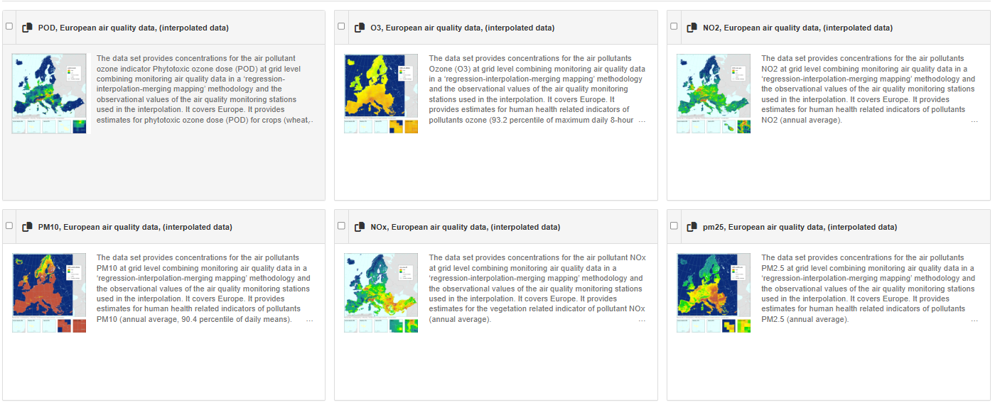 POD, European air quality data, (interpolated data)
The data set provides concentrations for the air pollutant
ozone indicator Phytotoxic ozone dose (POD) at grid level
combining monitoring air quality data in a ‘regression-
interpolation-merging mapping’ methodology and the
observational values of the air quality monitoring stations
used in the interpolation. It covers Europe. It provides
estimates for phytotoxic ozone dose (POD) for crops (wheat,..
O3, European air quality data, (interpolated data)
The data set provides concentrations for the air pollutants
Ozone (O3) at grid level combining monitoring air quality data
in a ‘regression-interpolation-merging mapping’ methodology
and the observational values of the air quality monitoring
stations used in the interpolation. It covers Europe. It
provides estimates for human health related indicators of
pollutants ozone (93.2 percentile of maximum daily 8-hour ...
NO2, European air quality data, (interpolated data)
The data set provides concentrations for the air pollutants
NO2 at grid level combining monitoring air quality data in a
‘regression-interpolation-merging mapping’ methodology and
the observational values of the air quality monitoring stations
used in the interpolation. It covers Europe. It provides
estimates for human health related indicators of pollutants
NO2 (annual average). ...
PM10, European air quality data, (interpolated data)
The data set provides concentrations for the air pollutants
PM10 at grid level combining monitoring air quality data in a
‘regression-interpolation-merging mapping’ methodology and
the observational values of the air quality monitoring stations
used in the interpolation. It covers Europe. It provides
estimates for human health related indicators of pollutants
PM10 (annual average, 90.4 percentile of daily means). ...
NOx, European air quality data, (interpolated data)
The data set provides concentrations for the air pollutant NOx
at grid level combining monitoring air quality data in a
‘regression-interpolation-merging mapping’ methodology and
the observational values of the air quality monitoring stations
used in the interpolation. It covers Europe. It provides
estimates for the vegetation related indicator of pollutant NOx
(annual average). ...
pm25, European air quality data, (interpolated data)
The data set provides concentrations for the air pollutants
PM2.5 at grid level combining monitoring air quality data in a
‘regression-interpolation-merging mapping’ methodology and
the observational values of the air quality monitoring stations
used in the interpolation. It covers Europe. It provides
estimates for human health related indicators of pollutants
PM2.5 (annual average). ...